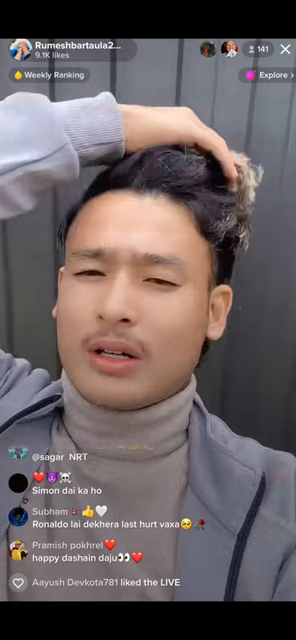 Rumeshbartaula2...
9.1K likes
141
Weekly Ranking
Explore
@sagar NRT
Simon dai ka ho
Subham
Ronaldo lai dekhera last hurt vaxa🥺🥀
Pramish pokhrel❤️
happy dashain daju👀❤️
Aayush Devkota781 liked the LIVE